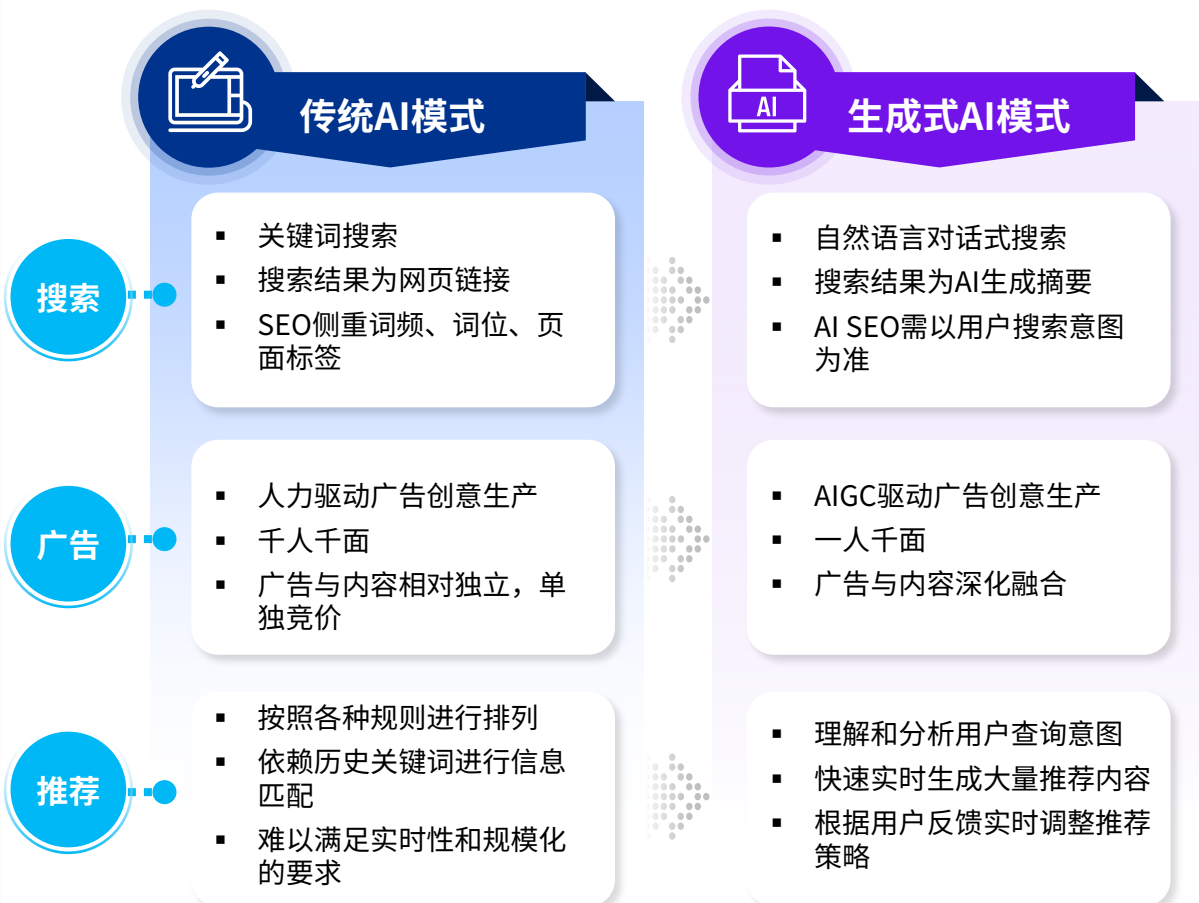 传统AI模式
AI
生成式AI模式
搜索
▪ 关键词搜索
▪ 搜索结果为网页链接
▪ SEO侧重词频、词位、页
面标签
▪ 自然语言对话式搜索
▪ 搜索结果为AI生成摘要
▪ AI SEO需以用户搜索意图
为准
广告
▪ 人力驱动广告创意生产
▪ 千人千面
▪ 广告与内容相对独立，单
独竞价
▪ AIGC驱动广告创意生产
▪ 一人千面
▪ 广告与内容深化融合
推荐
▪ 按照各种规则进行排列
▪ 依赖历史关键词进行信息
匹配
▪ 难以满足实时性和规模化
的要求
▪ 理解和分析用户查询意图
▪ 快速实时生成大量推荐内容
▪ 根据用户反馈实时调整推荐
策略